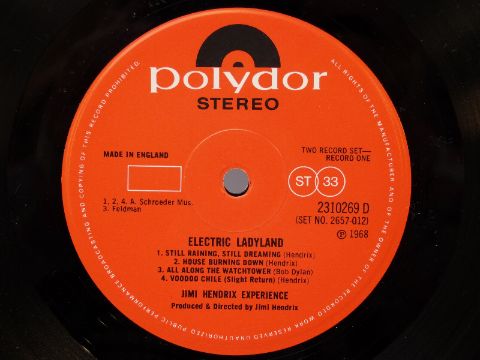 polydor
STEREO
MADE IN ENGLAND
TWO RECORD SET—
RECORD ONE
ST 33
1, 2, 4. A. Schroeder Mus.
3. Feldman
2310269 D
(SET NO. 2657-012)
℗ 1968
ELECTRIC LADYLAND
1. STILL RAINING, STILL DREAMING (Hendrix)
2. HOUSE BURNING DOWN (Hendrix)
3. ALL ALONG THE WATCHTOWER (Bob Dylan)
4. VOODOO CHILE (Slight Return) (Hendrix)
JIMI HENDRIX EXPERIENCE
Produced & Directed by Jimi Hendrix
ALL RIGHTS OF THE MANUFACTURER AND OF THE OWNER OF THE RECORDED WORK RESERVED UNAUTHORISED PUBLIC PERFORMANCE BROADCASTING AND COPYING OF THIS RECORD PROHIBITED